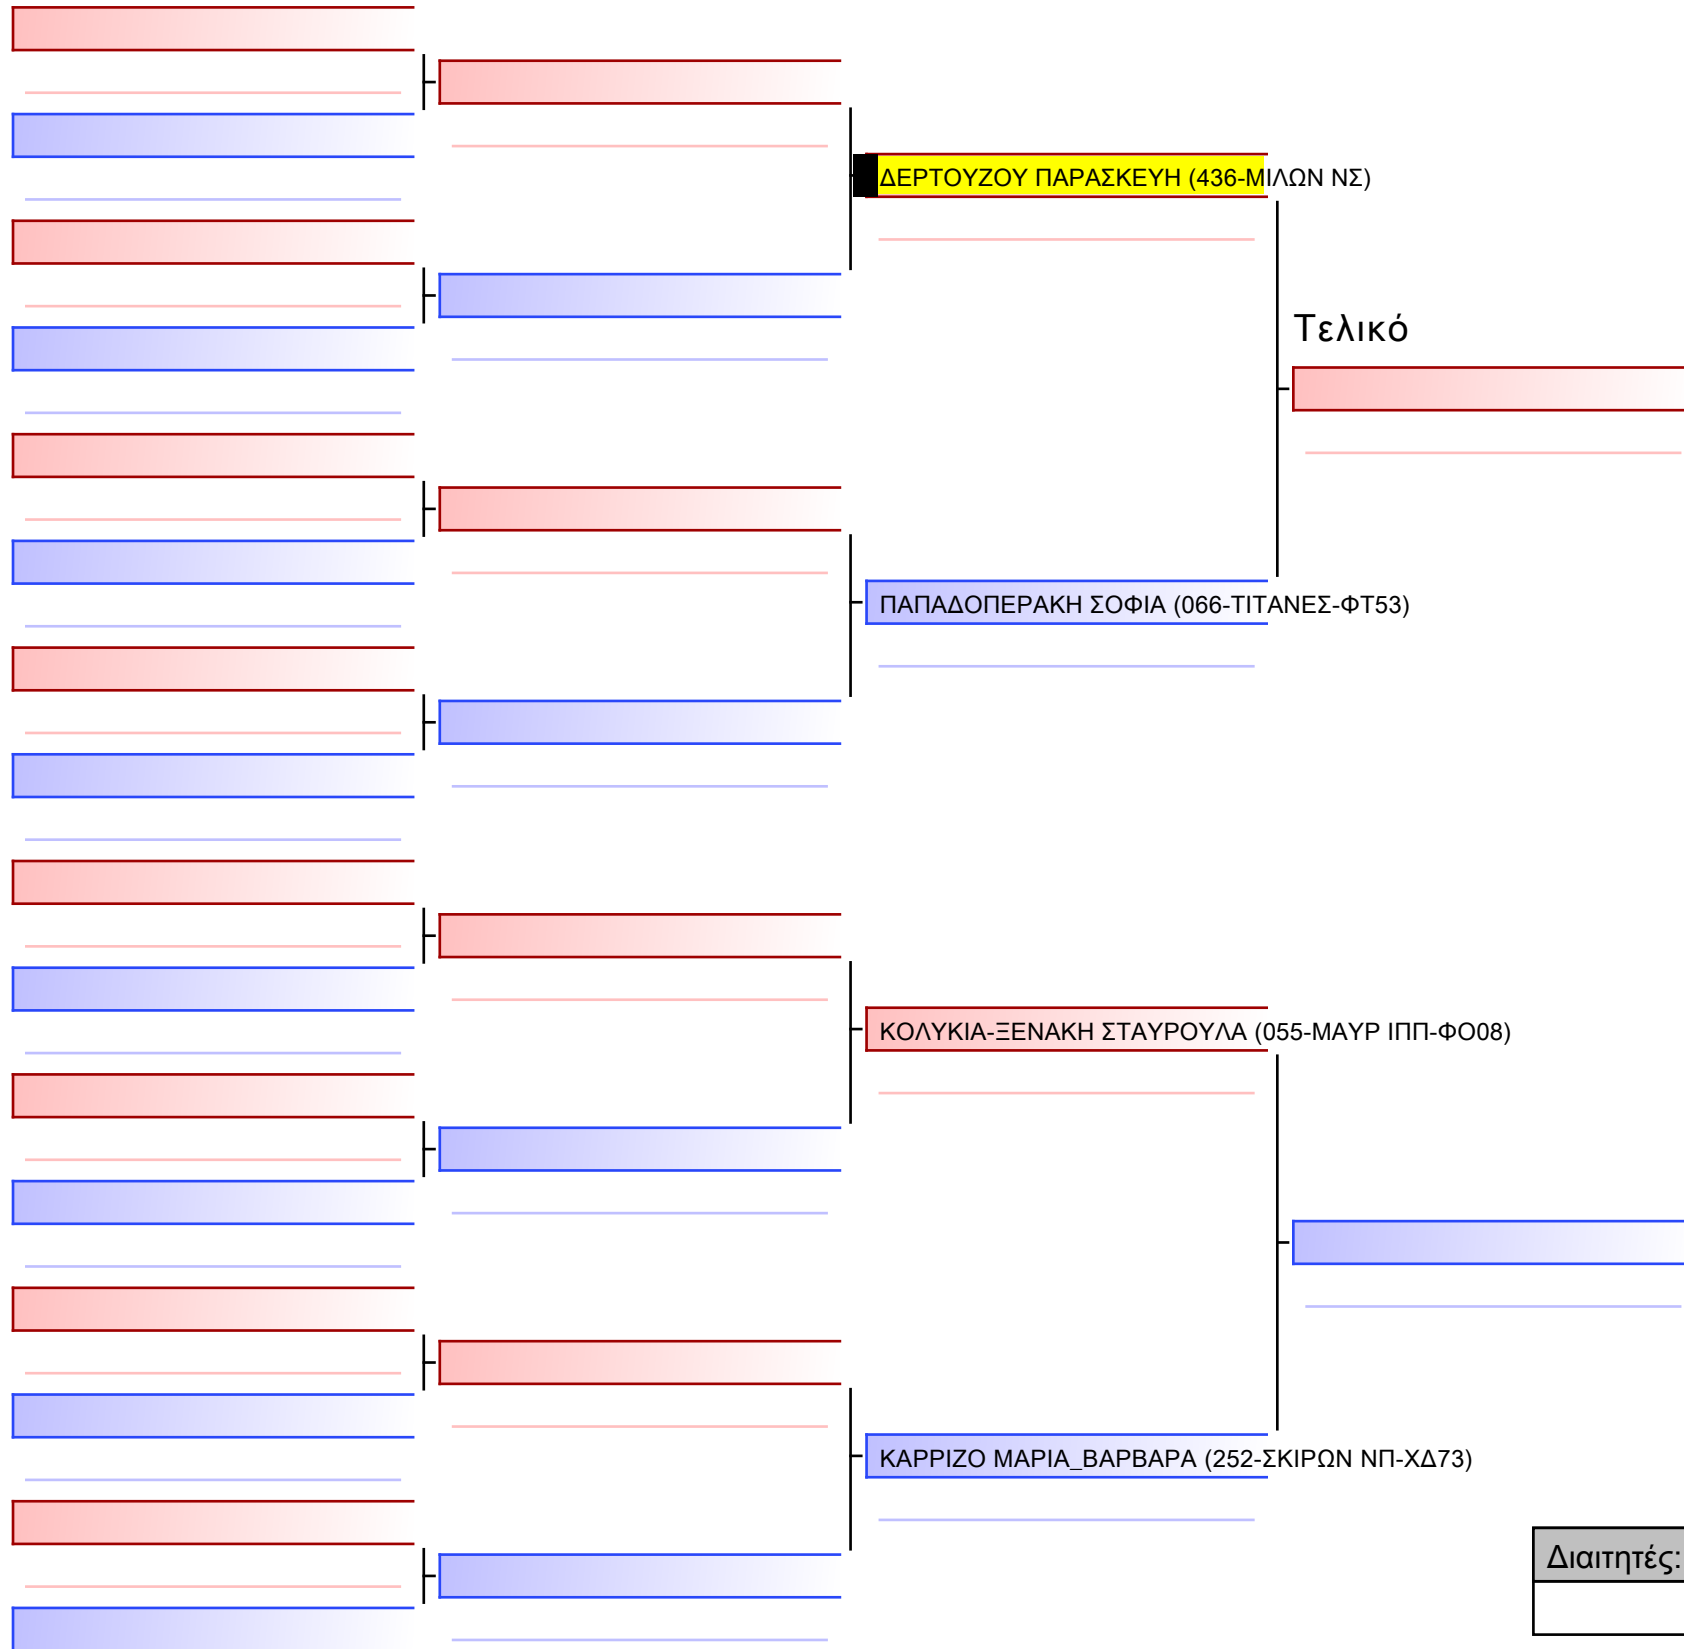 ΔΕΡΤΟΥΖΟΥ ΠΑΡΑΣΚΕΥΗ (436-ΜΙΛΩΝ ΝΣ)
Τελικό
ΠΑΠΑΔΟΠΕΡΑΚΗ ΣΟΦΙΑ (066-ΤΙΤΑΝΕΣ-ΦΤ53)
ΚΟΛΥΚΙΑ-ΞΕΝΑΚΗ ΣΤΑΥΡΟΥΛΑ (055-ΜΑΥΡ ΙΠΠ-ΦΟ08)
ΚΑΡΡΙΖΟ ΜΑΡΙΑ_ΒΑΡΒΑΡΑ (252-ΣΚΙΡΩΝ ΝΠ-ΧΔ73)
Διαιτητές: